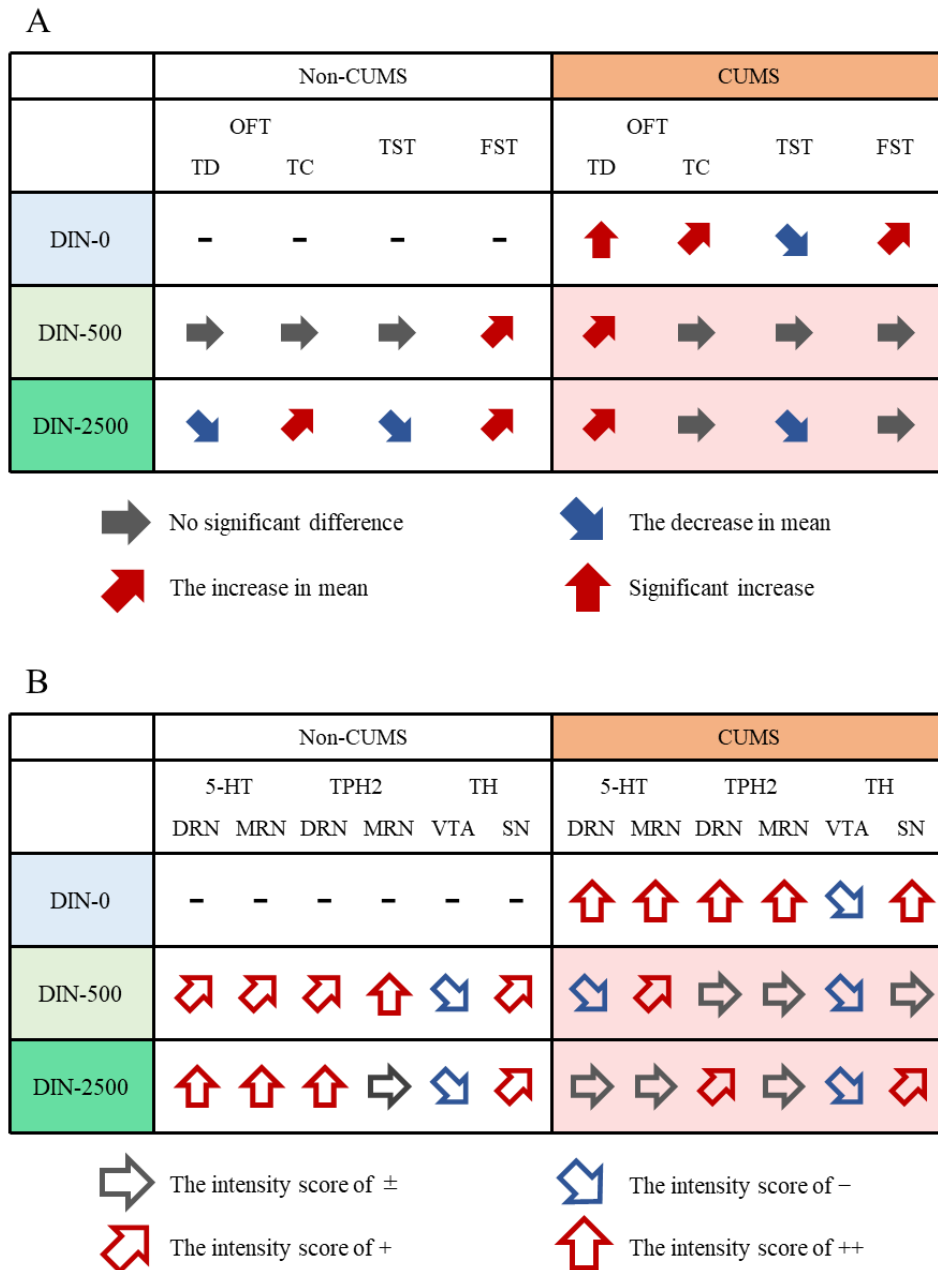 A
Non-CUMS CUMS
OFT TST FST OFT TST FST
TD TC TD TC
DIN-0 - - - -
DIN-500
DIN-2500
No significant difference The decrease in mean
The increase in mean Significant increase
B
Non-CUMS CUMS
5-HT TPH2 TH 5-HT TPH2 TH
DRN MRN DRN MRN VTA SN DRN MRN DRN MRN VTA SN
DIN-0 - - - - - -
DIN-500
DIN-2500
The intensity score of ± The intensity score of −
The intensity score of + The intensity score of ++